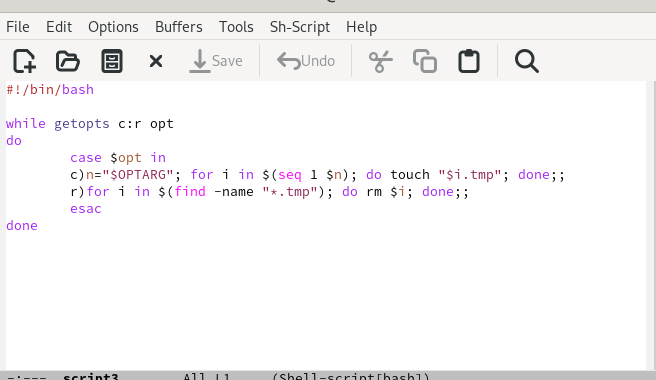 File Edit Options Buffers Tools Sh-Script Help
Save Undo
#!/bin/bash
while getopts c:r opt
do
case $opt in
c)n="$OPTARG"; for i in $(seq 1 $n); do touch "$i.tmp"; done;;
r)for i in $(find -name "*.tmp"); do rm $i; done;;
esac
done
-:--- script3 All L1 (Shell-script[bash])